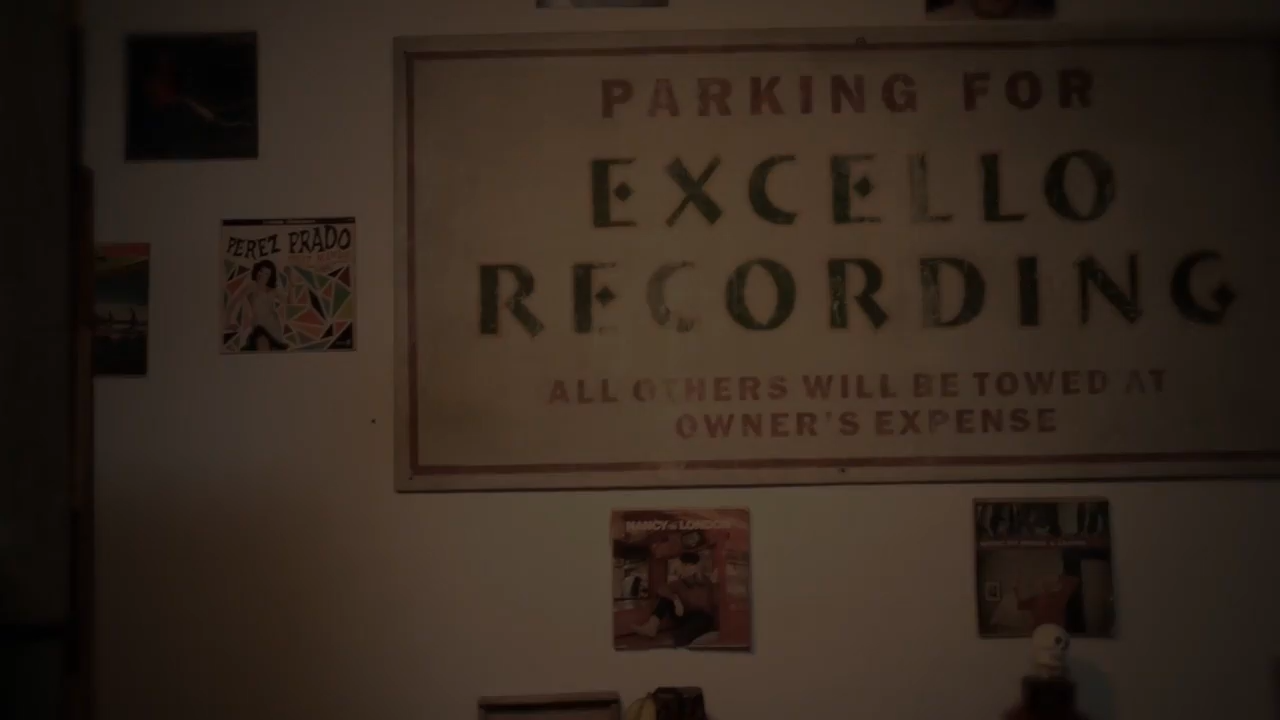 PEREZ PRADO
PARKING FOR
EXCELLO
RECORDING
ALL OTHERS WILL BE TOWED AT
OWNER'S EXPENSE
NANCY in LONDON